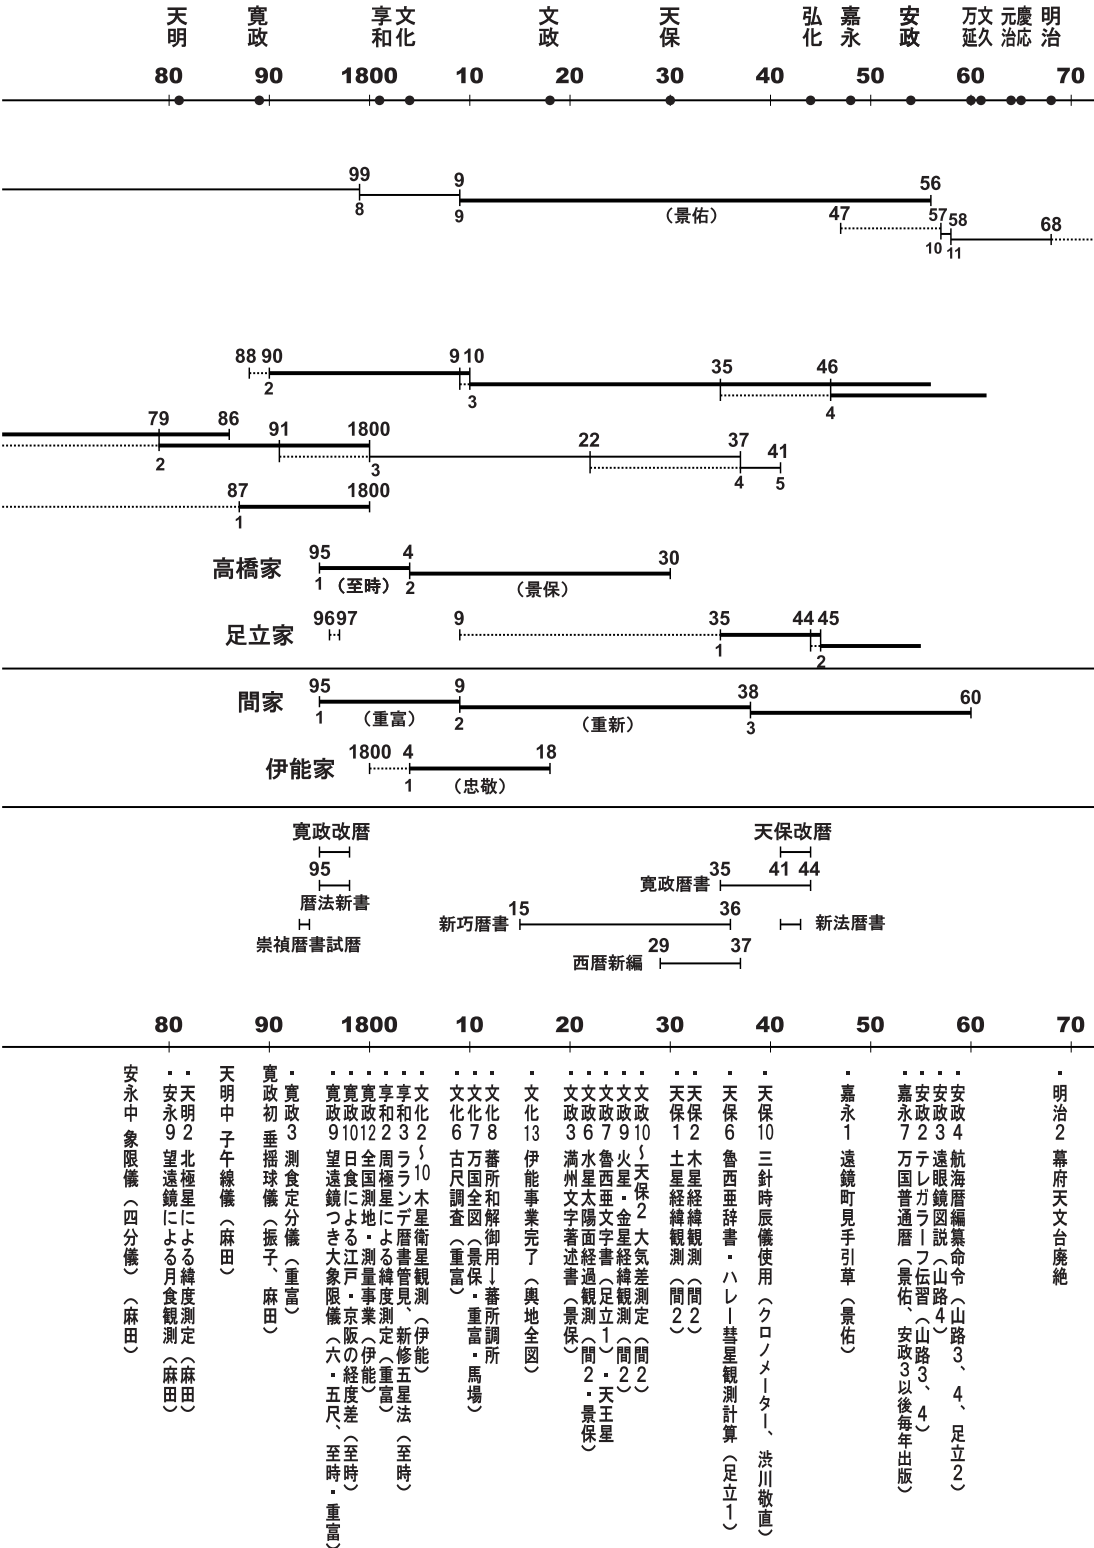 天明 寛政 享和 文化 文政 天保 弘化 嘉永 安政 万延 文久 元治 慶応 明治
80 90 1800 10 20 30 40 50 60 70
99 9 56
8 9 (景佑) 47 57 58 68
10 11
88 90 9 10 35 46
2 3 4
79 86 91 1800 22 37 41
2 3 4 5
87 1800
1
高橋家 95 4 30
1 (至時) 2 (景保)
足立家 96 97 9 35 44 45
1 2
間家 95 9 38 60
1 (重富) 2 (重新) 3
伊能家 1800 4 18
1 (忠敬)
寛政改暦 天保改暦
95 寛政暦書 35 41 44
暦法新書
新巧暦書 15 36 新法暦書
崇禎暦書試暦
西暦新編 29 37
80 90 1800 10 20 30 40 50 60 70
安永中 象限儀(四分儀)(麻田)
・安永9 望遠鏡による月食観測(麻田)
・天明2 北極星による緯度測定(麻田)
天明中 子午線儀(麻田)
寛政初 垂揺球儀(振子、麻田)
・寛政3 測食定分儀(重富)
・寛政9 望遠鏡つき大象限儀(六・五尺、至時・重富)
・寛政10 日食による江戸・京阪の経度差(至時)
・寛政12 全国測地・測量事業(伊能)
・享和2 周極星による緯度測定(重富)
・享和3 ラランデ暦書管見、新修五星法(至時)
・文化2〜10 木星衛星観測(伊能)
・文化6 古尺調査(重富)
・文化7 万国全図(景保・重富・馬場)
・文化8 蕃所和解御用→蕃所調所
・文化13 伊能事業完了(輿地全図)
・文政3 満州文字著述書(景保)
・文政6 水星太陽面経過観測(間2・景保)
・文政7 魯西亜文字書(足立1)・天王星
・文政9 火星・金星経緯観測(間2)
・文政10〜天保2 大気差測定(間2)
・天保1 土星経緯観測(間2)
・天保2 木星経緯観測(間2)
・天保6 魯西亜辞書・ハレー彗星観測計算(足立1)
・天保10 三針時辰儀使用(クロノメーター、渋川敬直)
・嘉永1 遠鏡町見手引草(景佑)
・嘉永7 万国普通暦(景佑、安政3以後毎年出版)
・安政2 テレガラーフ伝習(山路3、4)
・安政3 遠眼鏡図説(山路4)
・安政4 航海暦編纂命令(山路3、4、足立2)
・明治2 幕府天文台廃絶